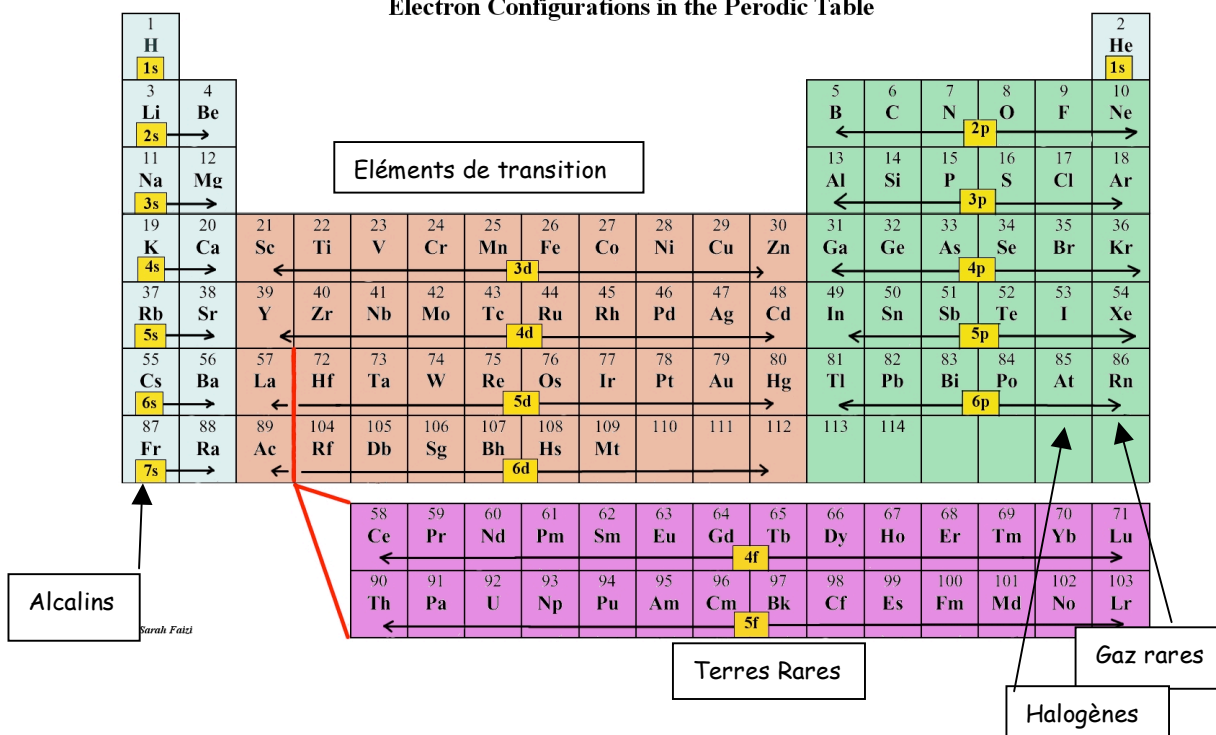 Electron Configurations in the Perodic Table
1 2
H He
1s 1s
3 4 5 6 7 8 9 10
Li Be B C N O F Ne
2s 2p
11 12 13 14 15 16 17 18
Na Mg Al Si P S Cl Ar
3s 3p
Eléments de transition
19 20 21 22 23 24 25 26 27 28 29 30 31 32 33 34 35 36
K Ca Sc Ti V Cr Mn Fe Co Ni Cu Zn Ga Ge As Se Br Kr
4s 3d 4p
37 38 39 40 41 42 43 44 45 46 47 48 49 50 51 52 53 54
Rb Sr Y Zr Nb Mo Tc Ru Rh Pd Ag Cd In Sn Sb Te I Xe
5s 4d 5p
55 56 57 72 73 74 75 76 77 78 79 80 81 82 83 84 85 86
Cs Ba La Hf Ta W Re Os Ir Pt Au Hg Tl Pb Bi Po At Rn
6s 5d 6p
87 88 89 104 105 106 107 108 109 110 111 112 113 114
Fr Ra Ac Rf Db Sg Bh Hs Mt
7s 6d
58 59 60 61 62 63 64 65 66 67 68 69 70 71
Ce Pr Nd Pm Sm Eu Gd Tb Dy Ho Er Tm Yb Lu
4f
90 91 92 93 94 95 96 97 98 99 100 101 102 103
Th Pa U Np Pu Am Cm Bk Cf Es Fm Md No Lr
5f
Alcalins
Sarah Faizi
Terres Rares
Gaz rares
Halogènes